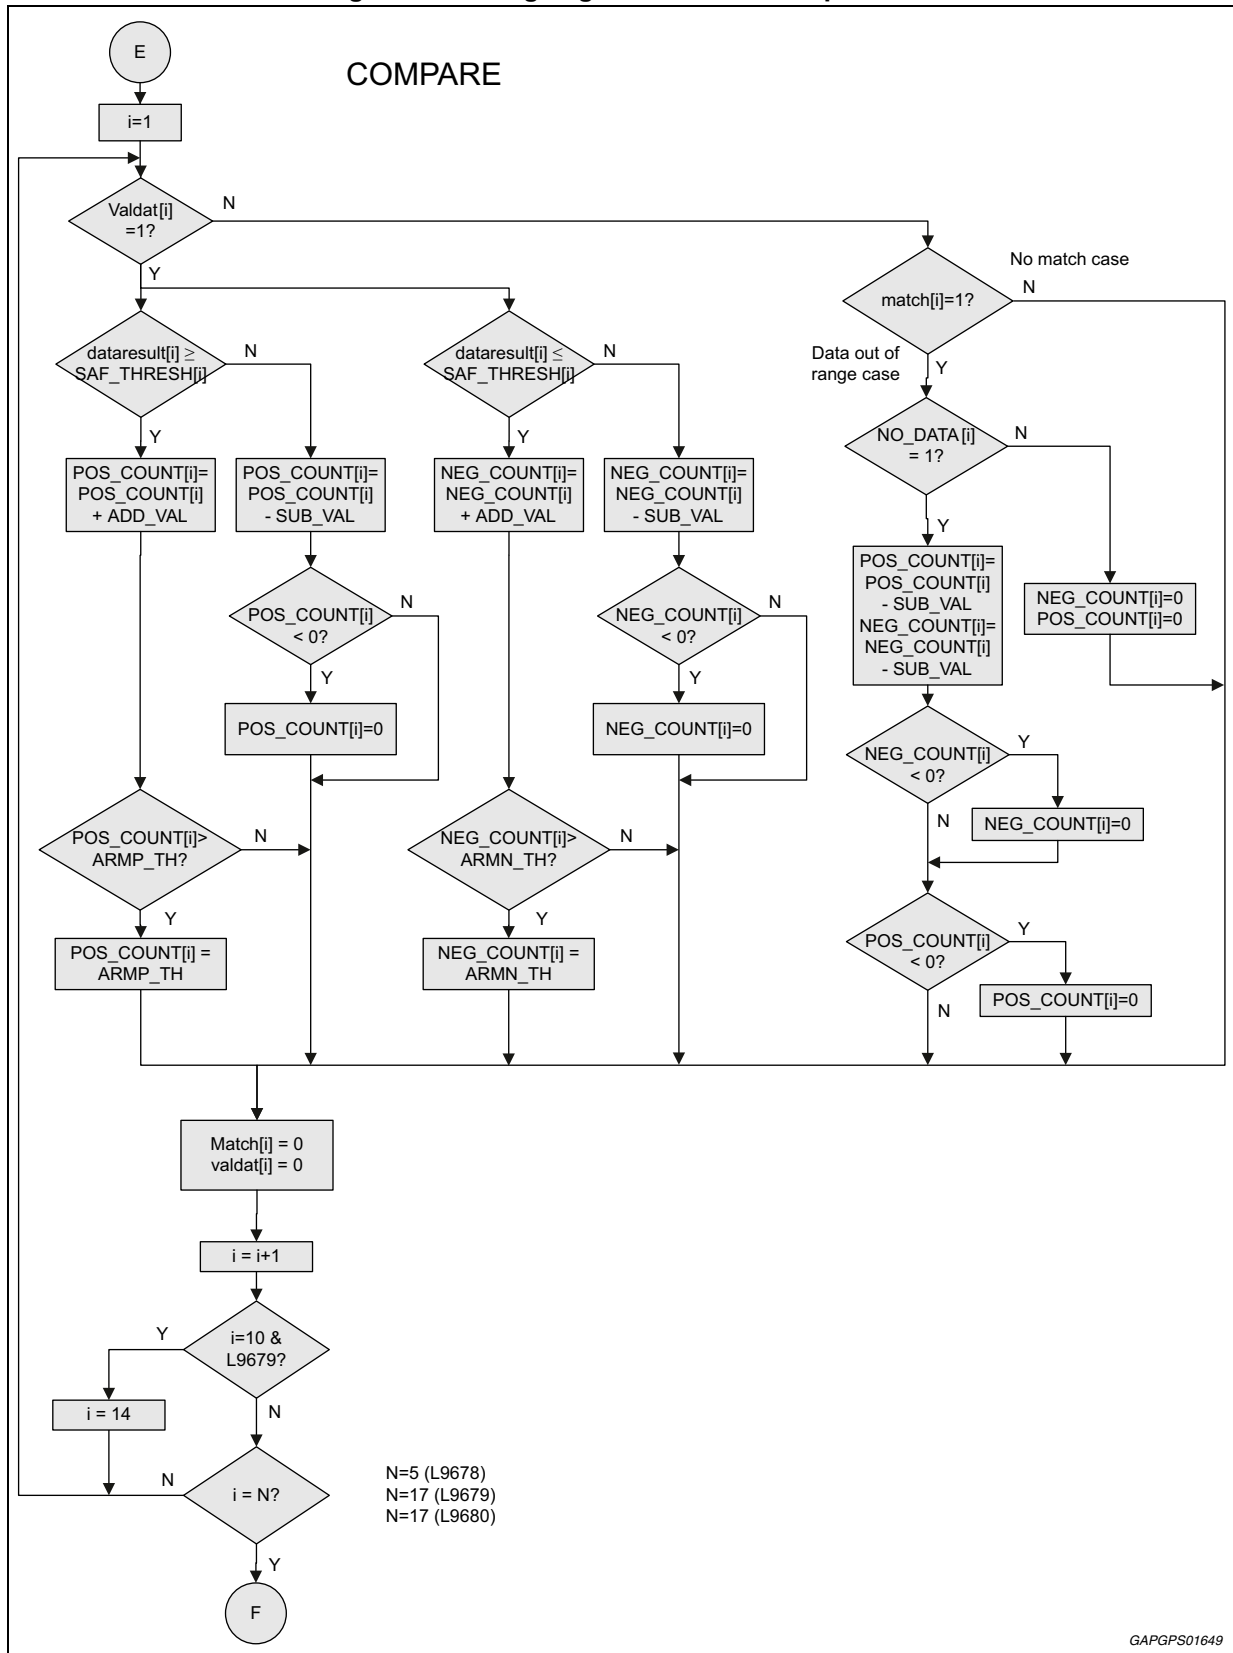 E
COMPARE
i=1
Valdat[i]
=1?
N
Y
match[i]=1?
No match case
N
Data out of
range case
Y
dataresult[i] ≥
SAF_THRESH[i]
N
Y
dataresult[i] ≤
SAF_THRESH[i]
N
Y
NO_DATA[i]
= 1?
N
Y
POS_COUNT[i]=
POS_COUNT[i]
+ ADD_VAL
POS_COUNT[i]=
POS_COUNT[i]
- SUB_VAL
NEG_COUNT[i]=
NEG_COUNT[i]
+ ADD_VAL
NEG_COUNT[i]=
NEG_COUNT[i]
- SUB_VAL
POS_COUNT[i]=
POS_COUNT[i]
- SUB_VAL
NEG_COUNT[i]=
NEG_COUNT[i]
- SUB_VAL
NEG_COUNT[i]=0
POS_COUNT[i]=0
POS_COUNT[i]
< 0?
N
Y
NEG_COUNT[i]
< 0?
N
Y
POS_COUNT[i]=0
NEG_COUNT[i]=0
NEG_COUNT[i]
< 0?
Y
N
NEG_COUNT[i]=0
POS_COUNT[i]>
ARMP_TH?
N
Y
NEG_COUNT[i]>
ARMN_TH?
N
Y
POS_COUNT[i] =
ARMP_TH
NEG_COUNT[i] =
ARMN_TH
POS_COUNT[i]
< 0?
Y
N
POS_COUNT[i]=0
Match[i] = 0
valdat[i] = 0
i = i+1
i=10 &
L9679?
Y
N
i = 14
i = N?
N
Y
N=5 (L9678)
N=17 (L9679)
N=17 (L9680)
F
GAPGPS01649